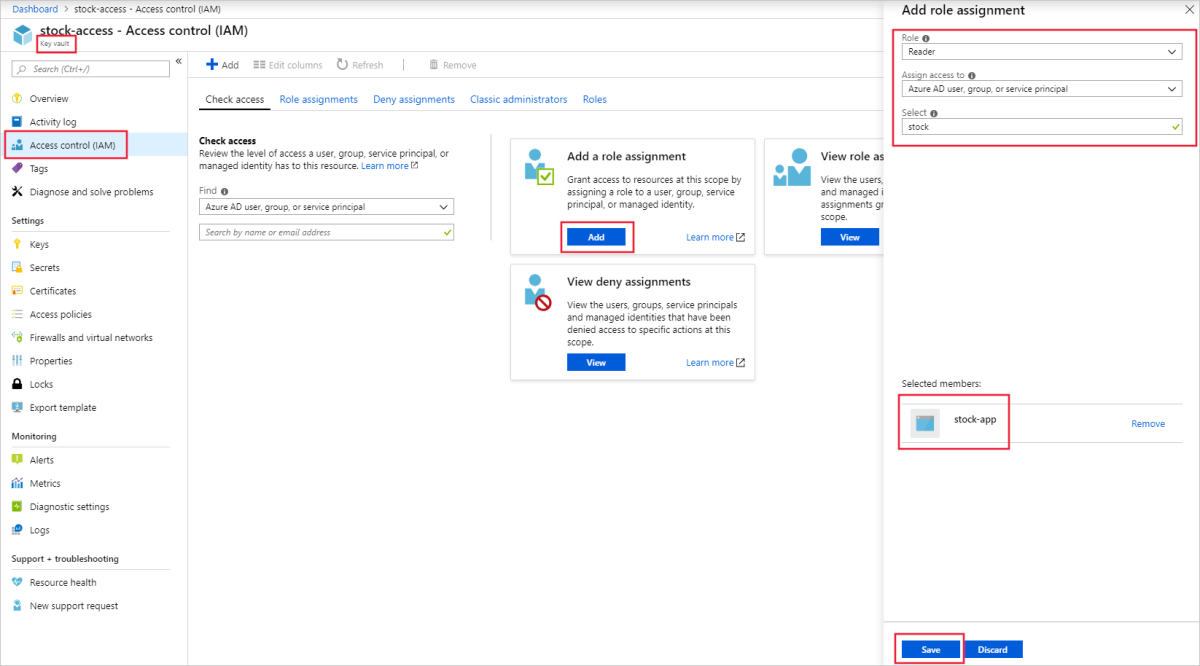 Dashboard > stock-access - Access control (IAM)
stock-access - Access control (IAM)
Key vault
Search (Ctrl+/)
«
Overview
Activity log
Access control (IAM)
Tags
Diagnose and solve problems
Settings
Keys
Secrets
Certificates
Access policies
Firewalls and virtual networks
Properties
Locks
Export template
Monitoring
Alerts
Metrics
Diagnostic settings
Logs
Support + troubleshooting
Resource health
New support request
Add Edit columns Refresh Remove
Check access Role assignments Deny assignments Classic administrators Roles
Check access
Review the level of access a user, group, service principal, or
managed identity has to this resource. Learn more
Find
Azure AD user, group, or service principal
Search by name or email address
Add a role assignment
Grant access to resources at this scope by
assigning a role to a user, group, service
principal, or managed identity.
Add Learn more
View role as
View the users,
and managed i
assignments gr
scope.
View
View deny assignments
View the users, groups, service principals
and managed identities that have been
denied access to specific actions at this
scope.
View Learn more
Add role assignment
Role
Reader
Assign access to
Azure AD user, group, or service principal
Select
stock
Selected members:
stock-app
Remove
Save Discard